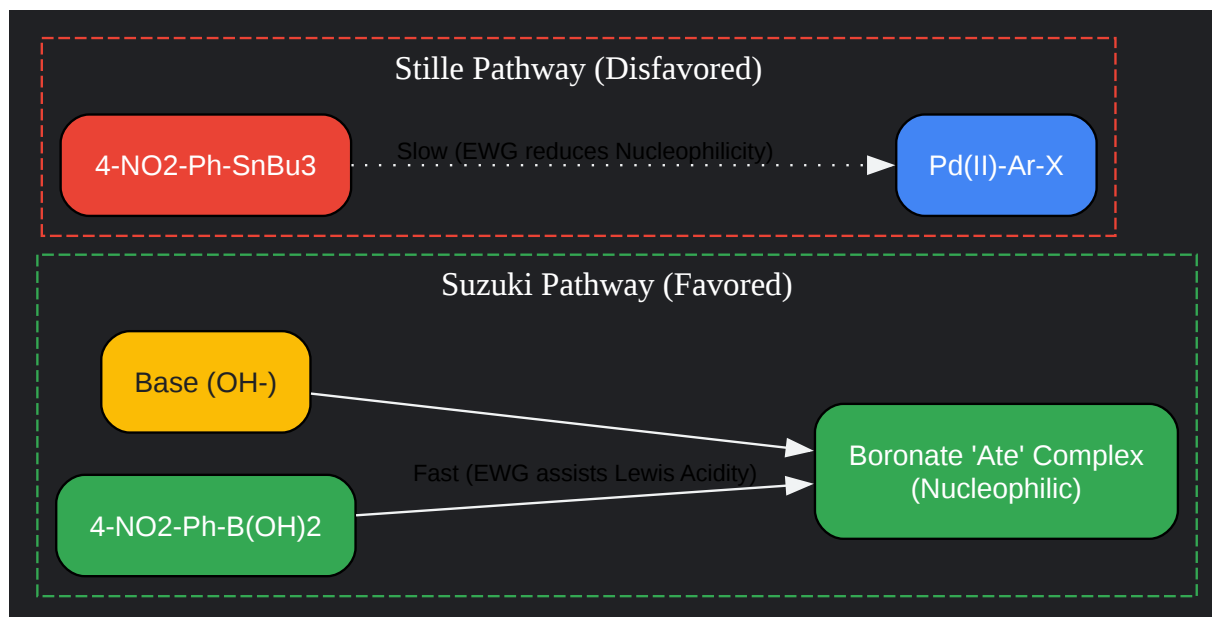 Stille Pathway (Disfavored)
4-NO2-Ph-SnBu3
Slow (EWG reduces Nucleophilicity)
Pd(II)-Ar-X
Suzuki Pathway (Favored)
Base (OH-)
Fast (EWG assists Lewis Acidity)
4-NO2-Ph-B(OH)2
Boronate 'Ate' Complex
(Nucleophilic)